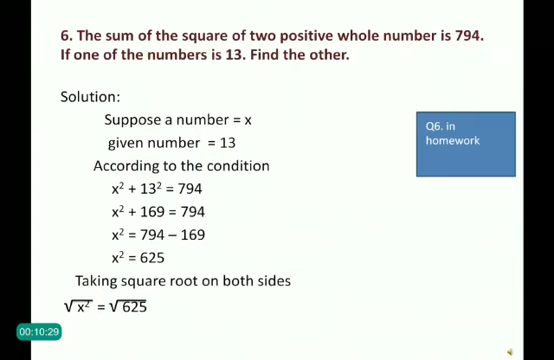 6. The sum of the square of two positive whole number is 794.
If one of the numbers is 13. Find the other.
Solution:
Suppose a number = x
given number = 13
According to the condition
x² + 13² = 794
x² + 169 = 794
x² = 794 – 169
x² = 625
Taking square root on both sides
√x² = √625
Q6. in
homework
00:10:29